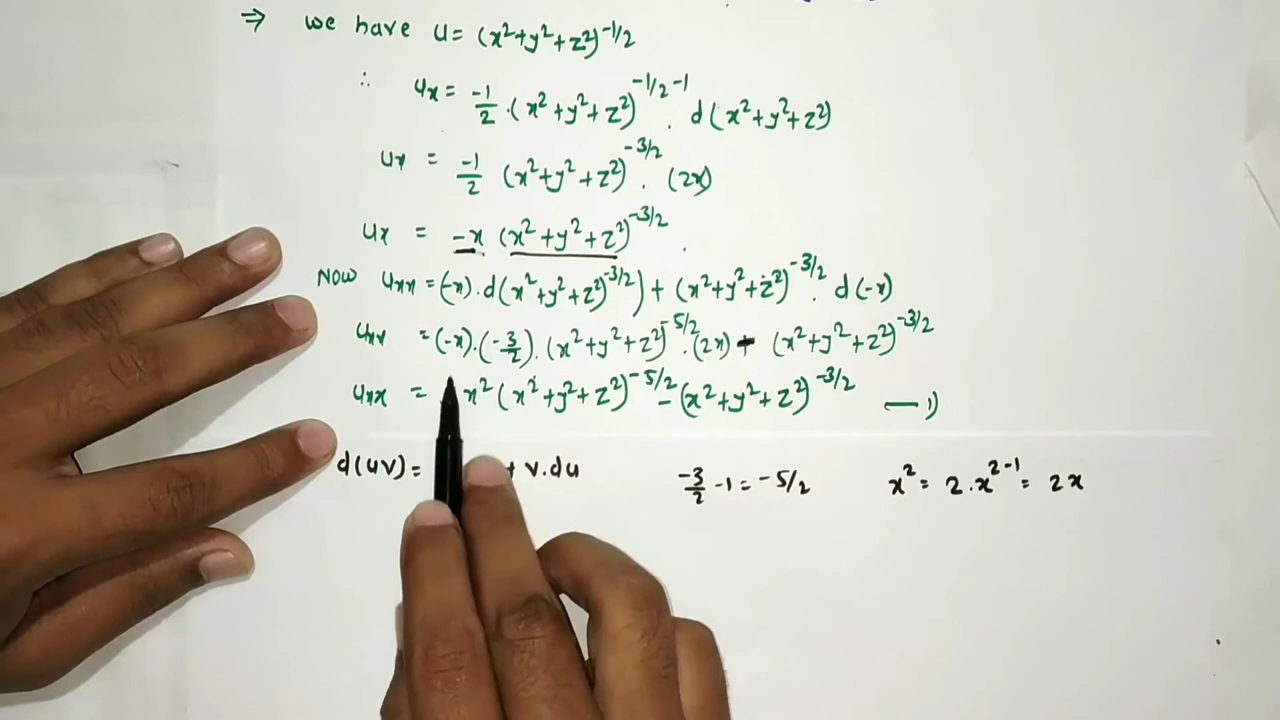 ⇒ we have u = (x²+y²+z²)^-1/2
∴ ux = -1/2 · (x²+y²+z²)^-1/2-1 . d(x²+y²+z²)
ux = -1/2 (x²+y²+z²)^-3/2 . (2x)
ux = -x (x²+y²+z²)^-3/2 .
Now uxx = (-x).d(x²+y²+z²)^-3/2) + (x²+y²+z²)^-3/2 . d(-x)
uxx = (-x).(-3/2).(x²+y²+z²)^-5/2 .(2x) - (x²+y²+z²)^-3/2
uxx = x² (x²+y²+z²)^-5/2 - (x²+y²+z²)^-3/2 — 1)
d(uv) = + v.du -3/2 -1 = -5/2 x² = 2.x^2-1 = 2x